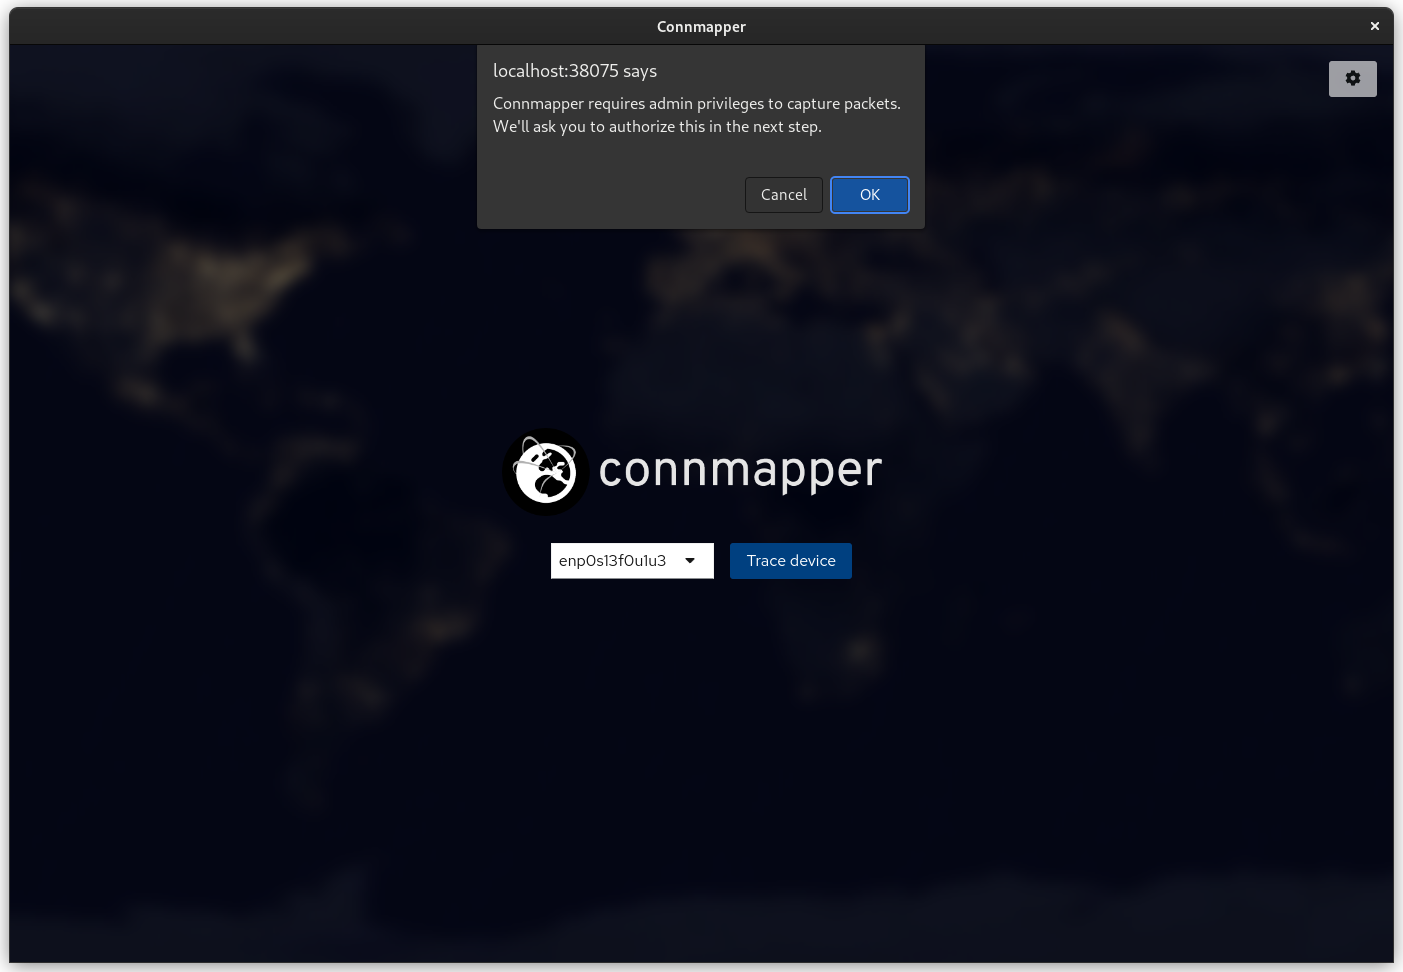 Connmapper
localhost:38075 says
Connmapper requires admin privileges to capture packets.
We'll ask you to authorize this in the next step.
Cancel
OK
connmapper
enp0s13f0u1u3
Trace device